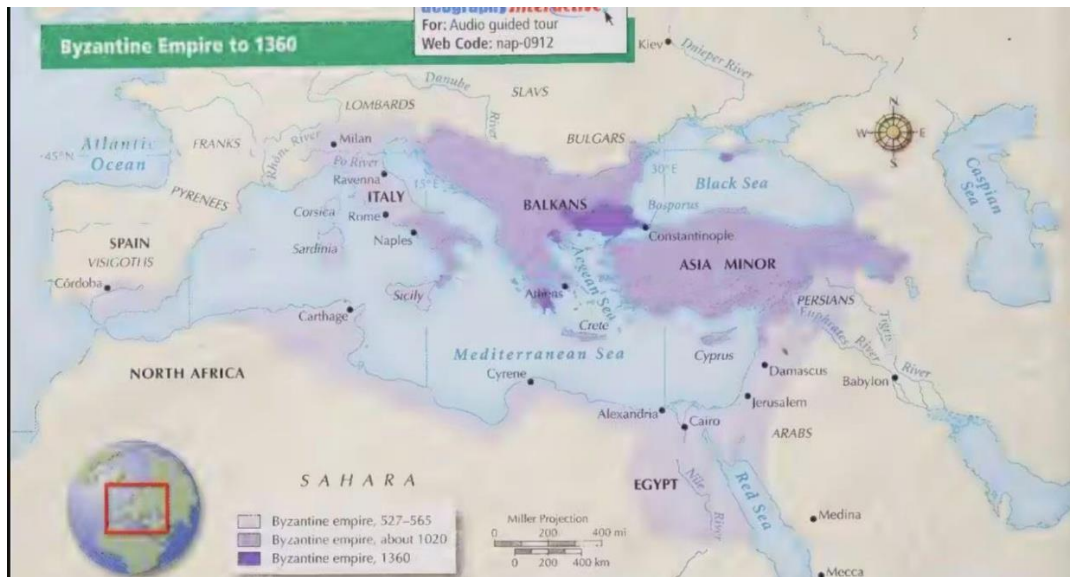 Geography Interactive
For: Audio guided tour
Web Code: nap-0912
Byzantine Empire to 1360
Kiev
Dnieper River
Danube River
SLAVS
LOMBARDS
N
W
E
S
Atlantic
Ocean
45°N
FRANKS
Rhône River
Milan
BULGARS
Po River
Ravenna
15°E
30°E
Black Sea
Caspian
Sea
PYRENEES
ITALY
BALKANS
Bosporus
Corsica
Rome
Constantinople
SPAIN
VISIGOTHS
Sardinia
Naples
Aegean Sea
ASIA MINOR
Córdoba
Sicily
Athens
PERSIANS
Carthage
Crete
Euphrates River
Tigris River
Mediterranean Sea
Cyprus
NORTH AFRICA
Cyrene
Damascus
Babylon
Alexandria
Jerusalem
Cairo
ARABS
SAHARA
EGYPT
Nile River
Red Sea
Byzantine empire, 527–565
Byzantine empire, about 1020
Byzantine empire, 1360
Miller Projection
0 200 400 mi
0 200 400 km
Medina
Mecca